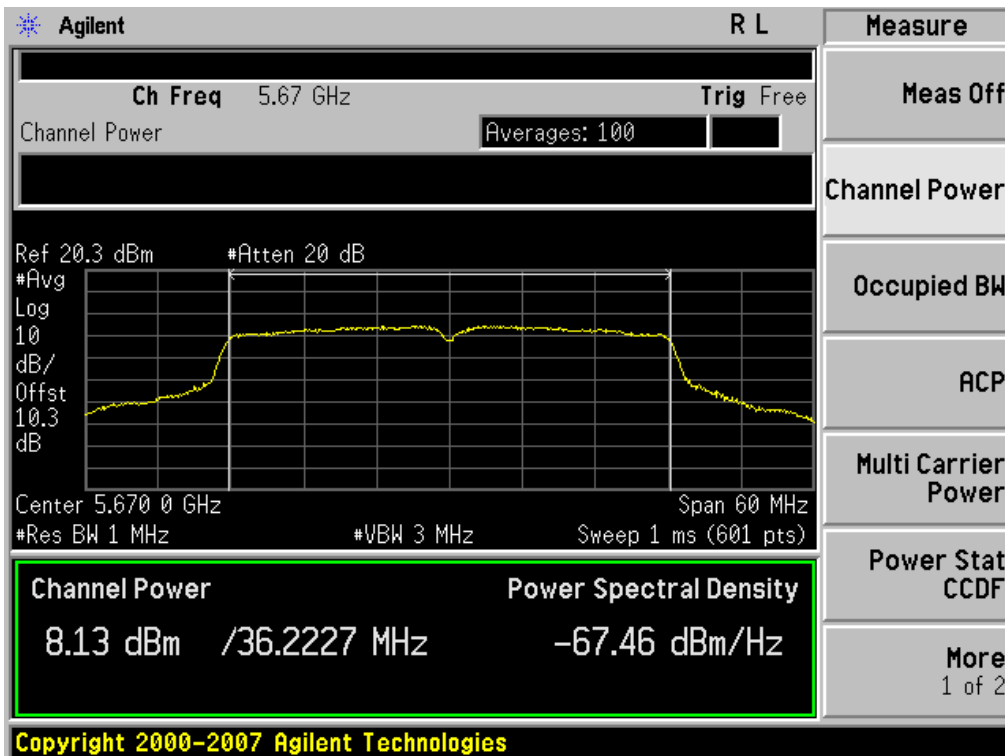 Agilent R L Measure
Ch Freq 5.67 GHz Trig Free
Channel Power Averages: 100
Meas Off
Channel Power
Ref 20.3 dBm #Atten 20 dB
#Avg
Log
10
dB/
Offst
10.3
dB
Center 5.670 0 GHz Span 60 MHz
#Res BW 1 MHz #VBW 3 MHz Sweep 1 ms (601 pts)
Occupied BW
ACP
Multi Carrier
Power
Power Stat
CCDF
More
1 of 2
Channel Power Power Spectral Density
8.13 dBm /36.2227 MHz -67.46 dBm/Hz
Copyright 2000-2007 Agilent Technologies